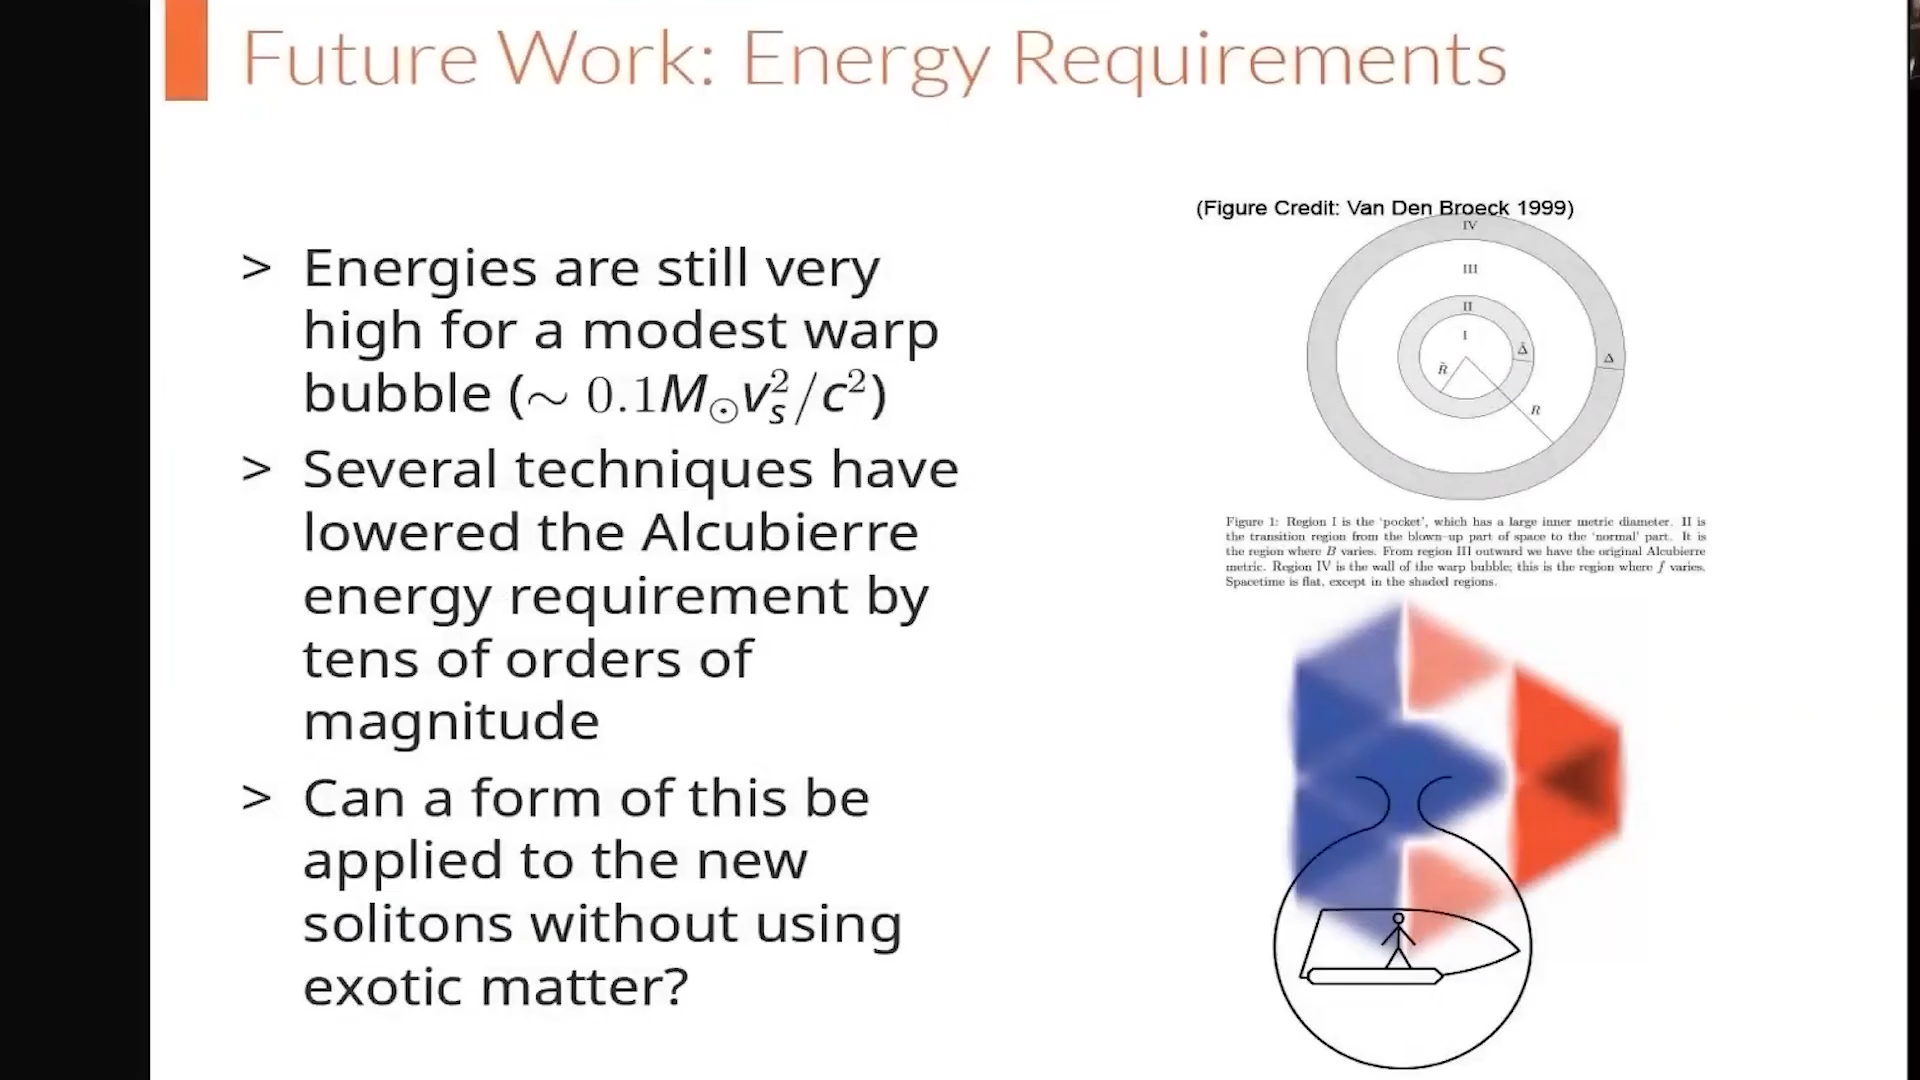 Future Work: Energy Requirements
> Energies are still very
high for a modest warp
bubble (∼ 0.1M⊙v_s^2/c^2)
> Several techniques have
lowered the Alcubierre
energy requirement by
tens of orders of
magnitude
> Can a form of this be
applied to the new
solitons without using
exotic matter?
(Figure Credit: Van Den Broeck 1999)
IV
III
II
I
Δ̃
Δ
R̃
R
Figure 1: Region I is the ‘pocket’, which has a large inner metric diameter. II is
the transition region from the blown-up part of space to the ‘normal’ part. It is
the region where B varies. From region III outward we have the original Alcubierre
metric. Region IV is the wall of the warp bubble; this is the region where f varies.
Spacetime is flat, except in the shaded regions.